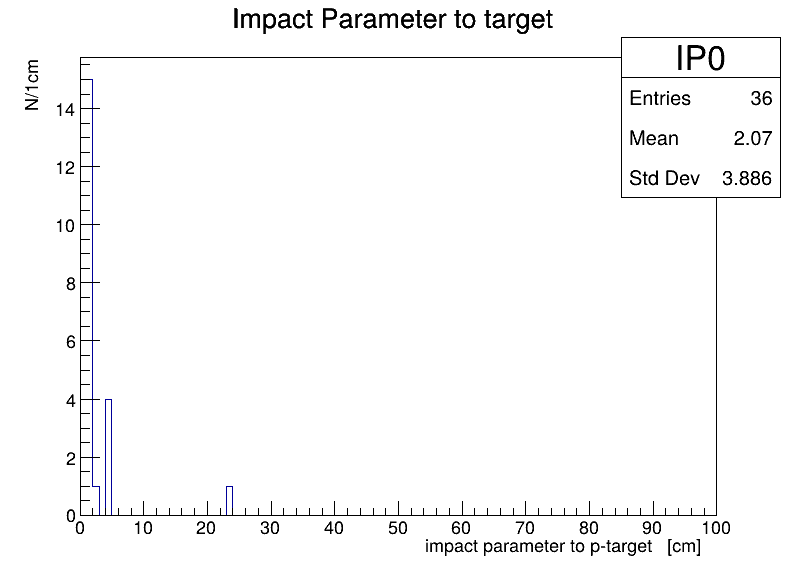 Impact Parameter to target
IP0
Entries 36
Mean 2.07
Std Dev 3.886
N/1cm
14
12
10
8
6
4
2
0
0 10 20 30 40 50 60 70 80 90 100
impact parameter to p-target [cm]